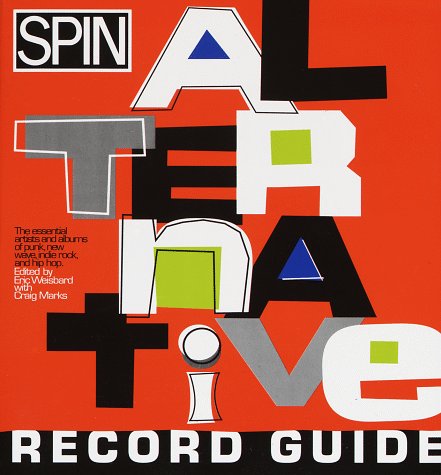 SPIN
AL
TER
nA
tive
The essential
artists and albums
of punk, new
wave, indie rock,
and hip hop.
Edited by
Eric Weisbard
with
Craig Marks
RECORD GUIDE